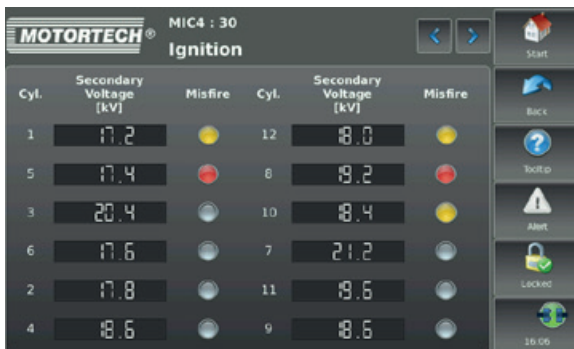 MOTORTECH®
MIC4 : 30
Ignition
Start
Cyl. Secondary Voltage [kV] Misfire Cyl. Secondary Voltage [kV] Misfire
Back
1 17.2 12 18.0
Tooltip
5 17.4 8 19.2
3 20.4 10 18.4
Alert
6 17.6 7 21.2
Locked
2 17.8 11 19.6
4 18.6 9 18.6
16:06